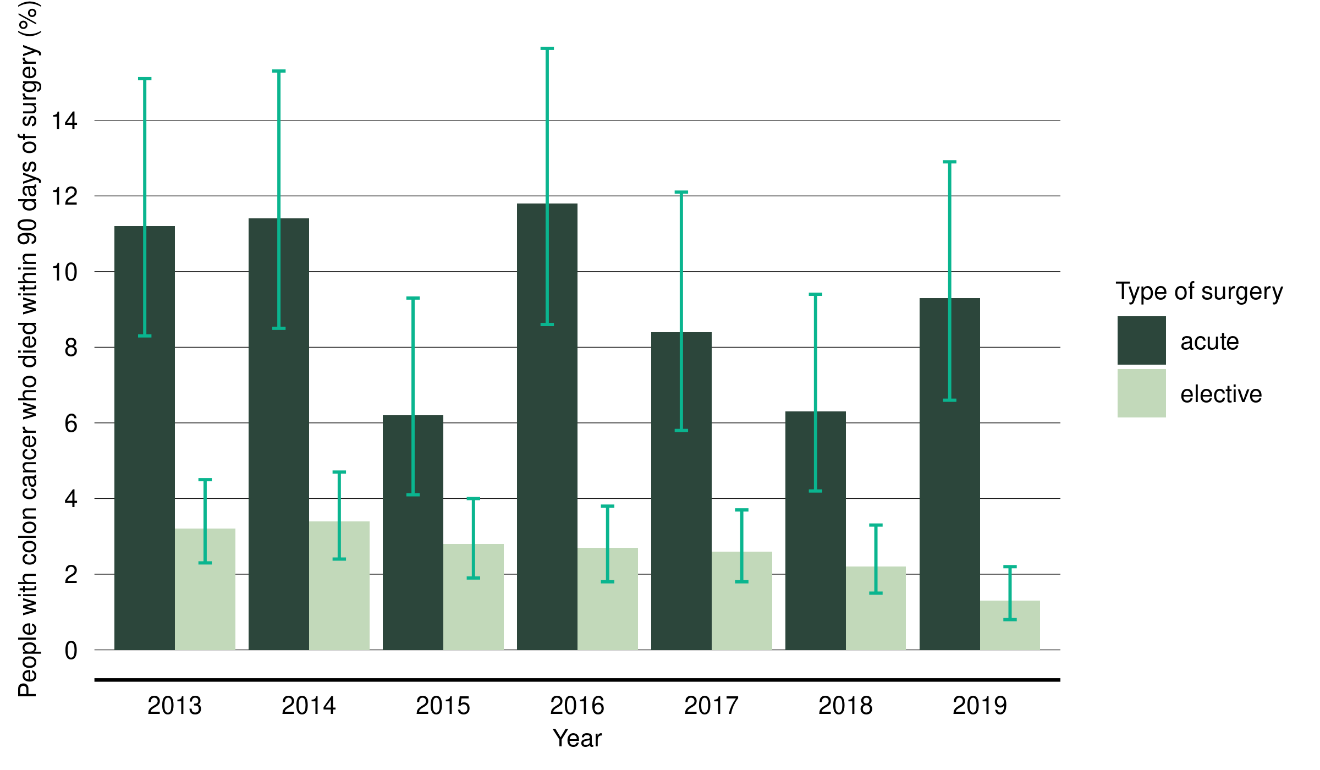 People with colon cancer who died within 90 days of surgery (%)
14
12
10
8
6
4
2
0
2013 2014 2015 2016 2017 2018 2019
Year
Type of surgery
acute
elective